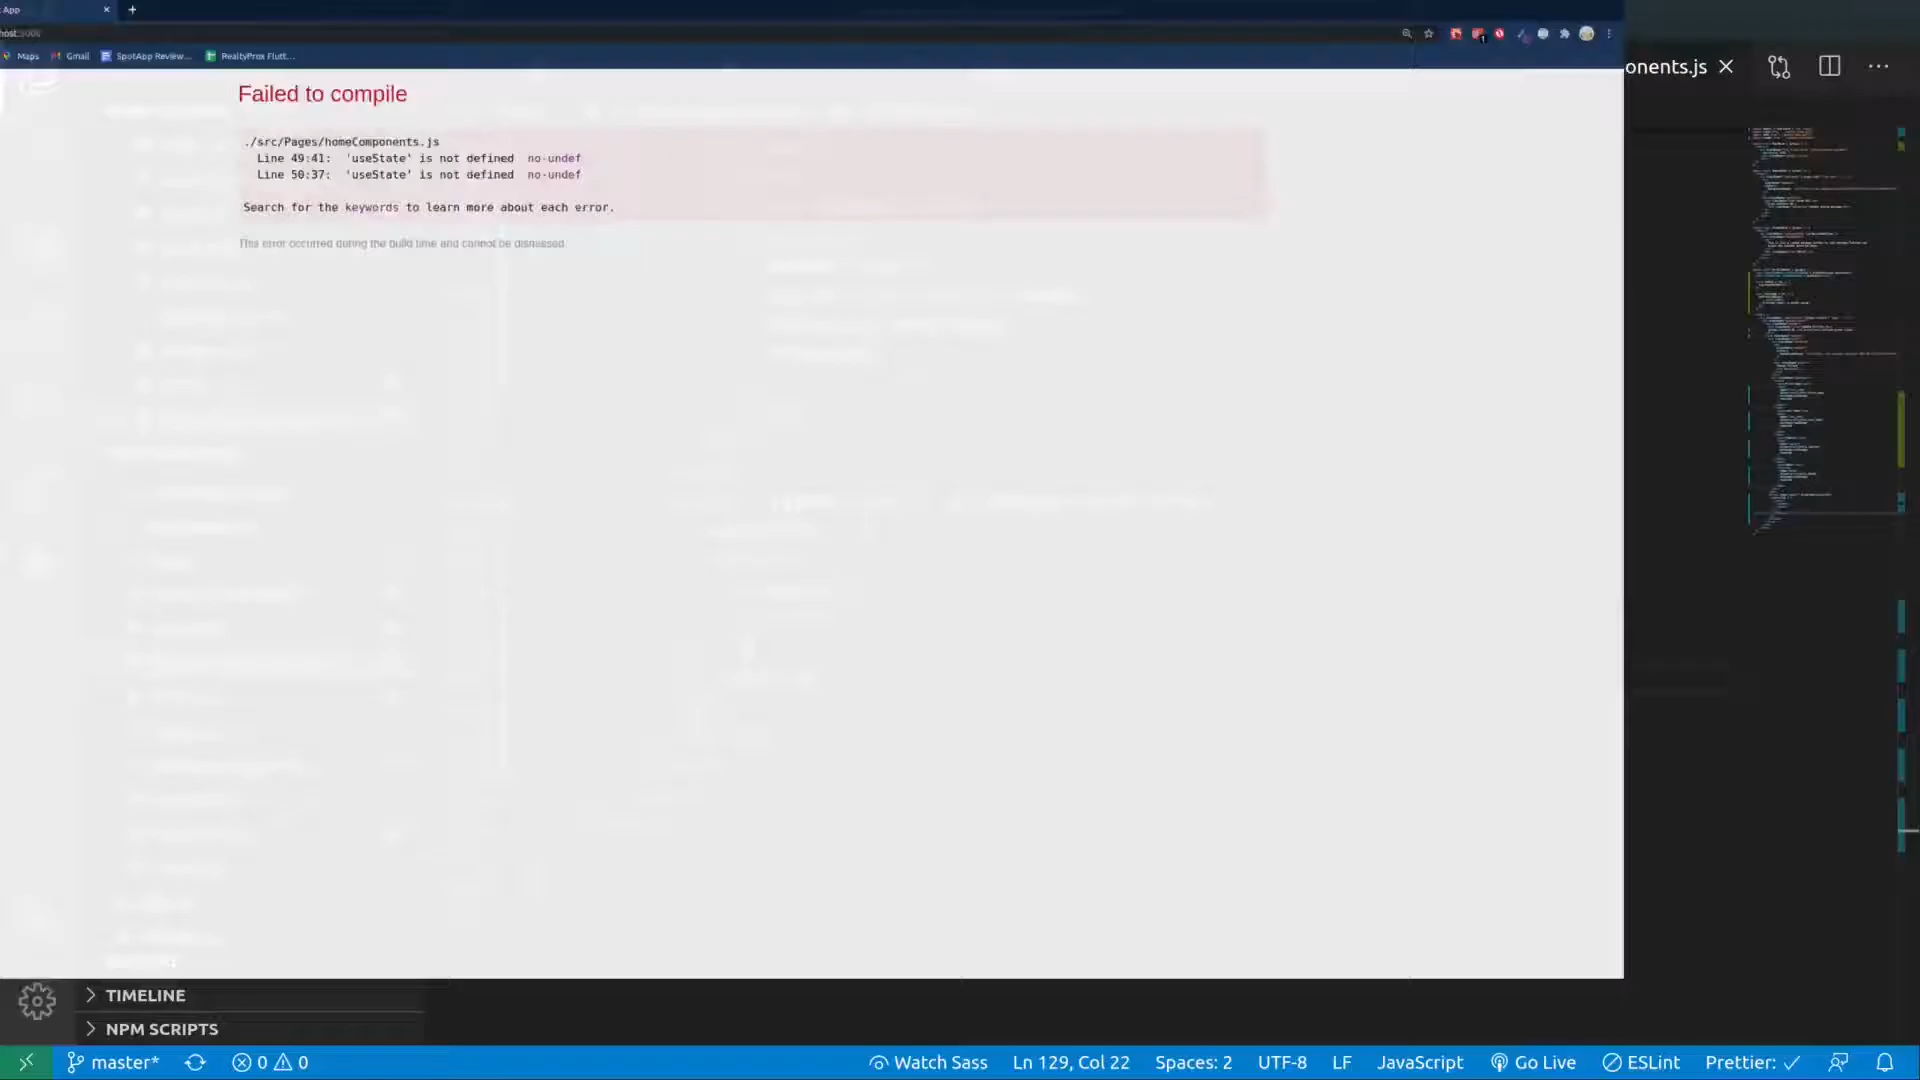 App
host:3000
Maps Gmail SpotApp Review... RealtyProx Flutt...
onents.js
Failed to compile
./src/Pages/homeComponents.js
Line 49:41: 'useState' is not defined no-undef
Line 50:37: 'useState' is not defined no-undef
Search for the keywords to learn more about each error.
This error occurred during the build time and cannot be dismissed.
TIMELINE
NPM SCRIPTS
master* 0 0 Watch Sass Ln 129, Col 22 Spaces: 2 UTF-8 LF JavaScript Go Live ESLint Prettier: ✓